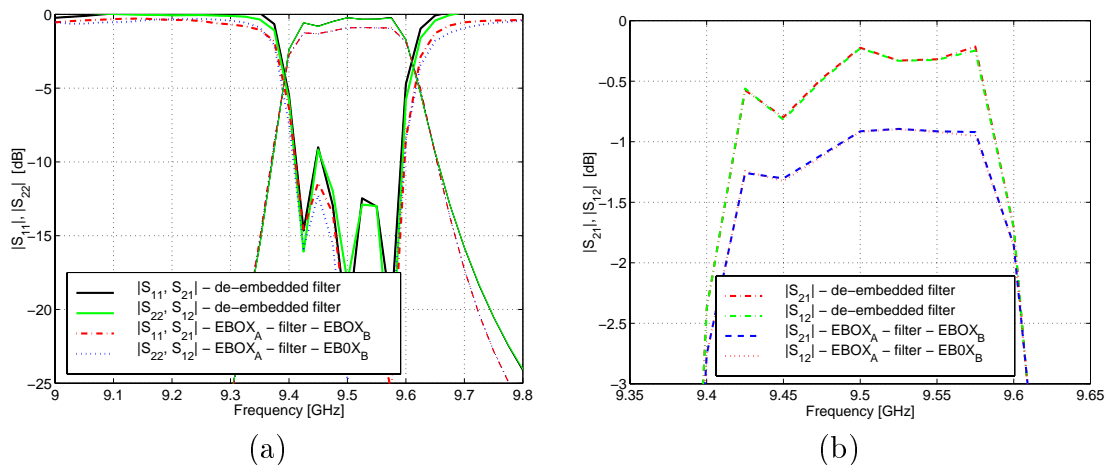 0
−5
−10
−15
−20
−25
|S11|, |S22| [dB]
|S11, S21| − de−embedded filter
|S22, S12| − de−embedded filter
|S11, S21| − EBOXA − filter − EBOXB
|S22, S12| − EBOXA − filter − EB0XB
9 9.1 9.2 9.3 9.4 9.5 9.6 9.7 9.8
Frequency [GHz]
(a)
0
−0.5
−1
−1.5
−2
−2.5
−3
|S21|, |S12| [dB]
|S21| − de−embedded filter
|S12| − de−embedded filter
|S21| − EBOXA − filter − EBOXB
|S12| − EBOXA − filter − EB0XB
9.35 9.4 9.45 9.5 9.55 9.6 9.65
Frequency [GHz]
(b)